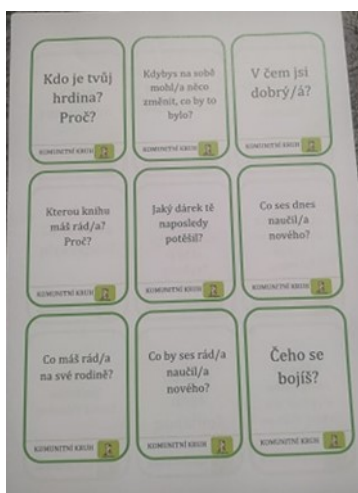 Kdo je tvůj
hrdina?
Proč?
KOMUNITNÍ KRUH
Kdybys na sobě
mohl/a něco
změnit, co by to
bylo?
KOMUNITNÍ KRUH
V čem jsi
dobrý/á?
KOMUNITNÍ KRUH
Kterou knihu
máš rád/a?
Proč?
KOMUNITNÍ KRUH
Jaký dárek tě
naposledy
potěšil?
KOMUNITNÍ KRUH
Co ses dnes
naučil/a
nového?
KOMUNITNÍ KRUH
Co máš rád/a
na své rodině?
KOMUNITNÍ KRUH
Co by ses rád/a
naučil/a
nového?
KOMUNITNÍ KRUH
Čeho se
bojíš?
KOMUNITNÍ KRUH